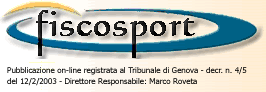 fiscosport
Pubblicazione on-line registrata al Tribunale di Genova - decr. n. 4/5
del 12/2/2003 - Direttore Responsabile: Marco Roveta